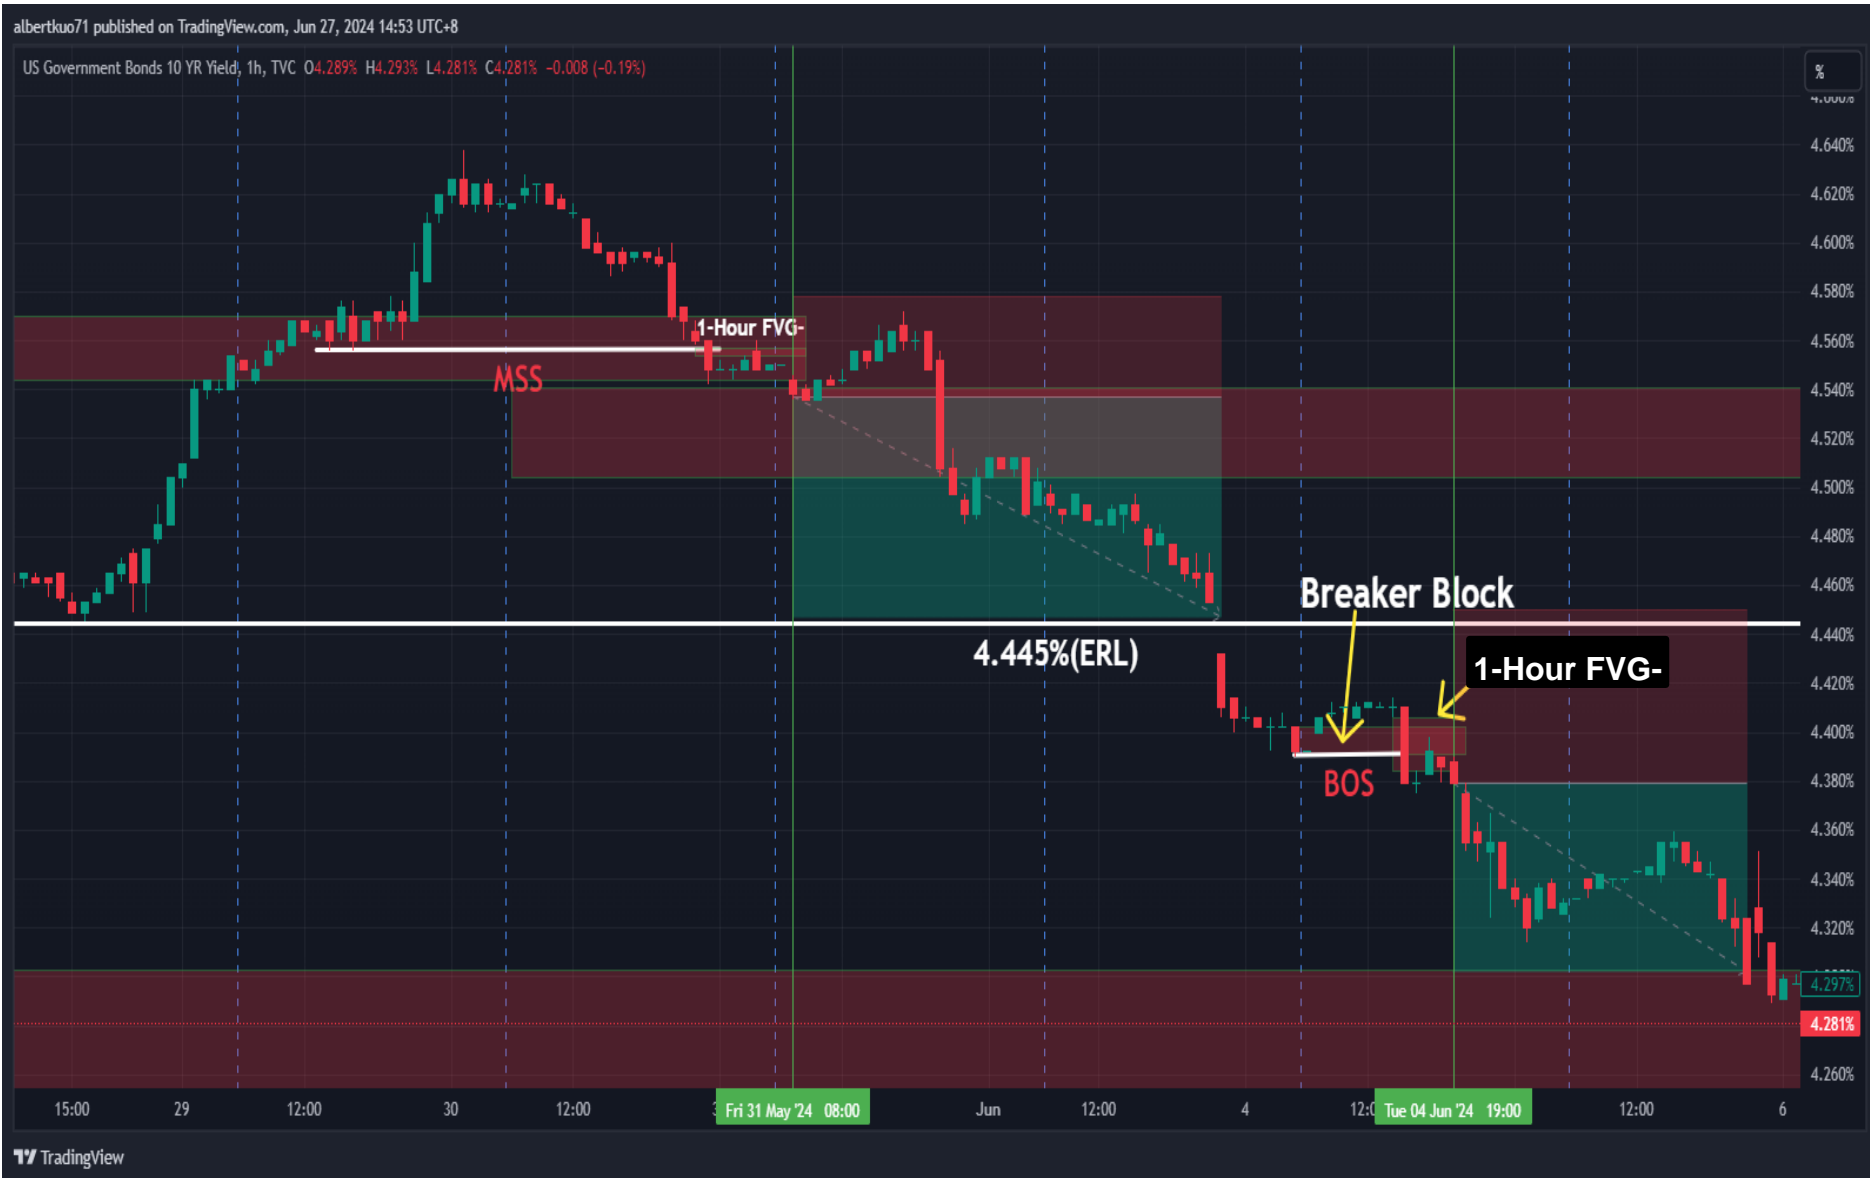 albertkuo71 published on TradingView.com, Jun 27, 2024 14:53 UTC+8
US Government Bonds 10 YR Yield, 1h, TVC O4.289% H4.293% L4.281% C4.281% −0.008 (−0.19%)
%
4.640%
4.620%
4.600%
4.580%
1-Hour FVG-
4.560%
MSS
4.540%
4.520%
4.500%
4.480%
4.460%
Breaker Block
4.440%
4.445%(ERL)
1-Hour FVG-
4.420%
4.400%
BOS
4.380%
4.360%
4.340%
4.320%
4.297%
4.281%
4.260%
15:00 29 12:00 30 12:00 Fri 31 May '24 08:00 Jun 12:00 4 Tue 04 Jun '24 19:00 12:00 6
TradingView